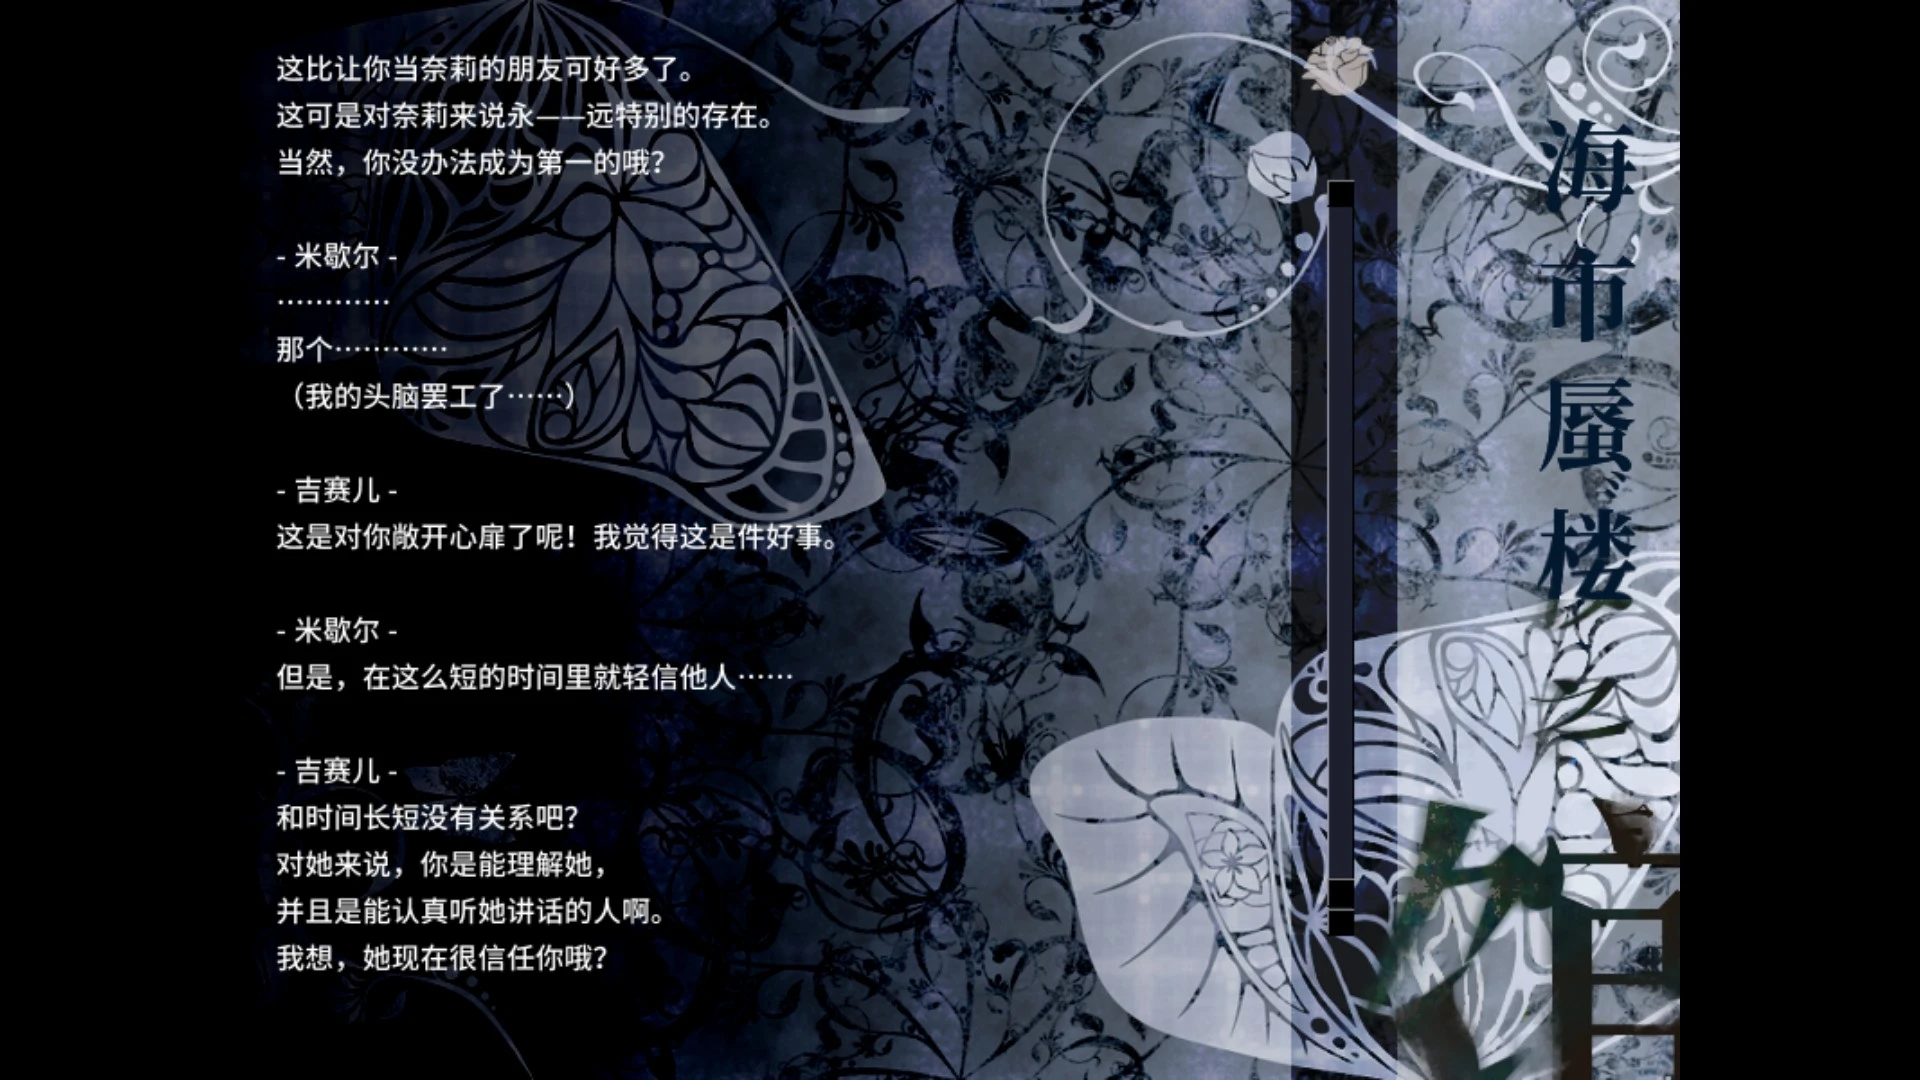 这比让你当奈莉的朋友可好多了。
这可是对奈莉来说永——远特别的存在。
当然，你没办法成为第一的哦？
- 米歇尔 -
…………
那个…………
（我的头脑罢工了……）
- 吉赛儿 -
这是对你敞开心扉了呢！我觉得这是件好事。
- 米歇尔 -
但是，在这么短的时间里就轻信他人……
- 吉赛儿 -
和时间长短没有关系吧？
对她来说，你是能理解她，
并且是能认真听她讲话的人啊。
我想，她现在很信任你哦？
海市蜃楼之馆